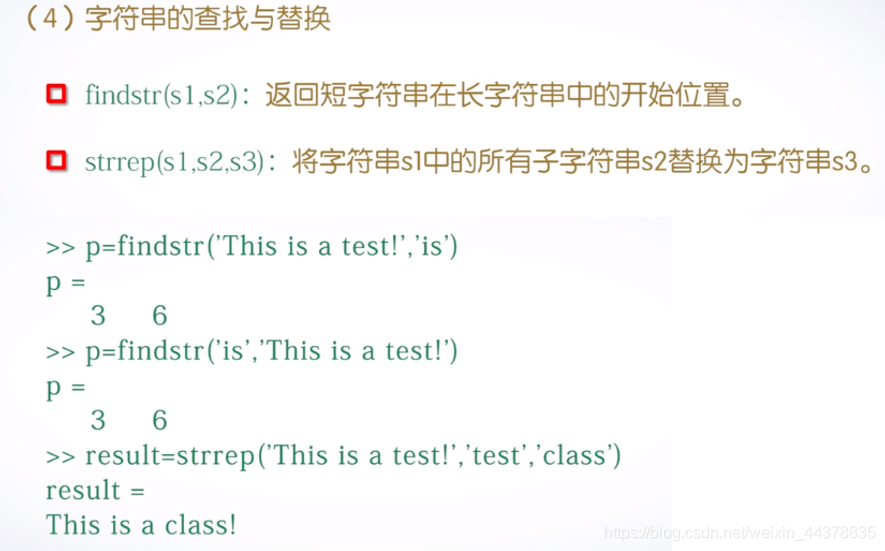 （4）字符串的查找与替换
findstr(s1,s2)：返回短字符串在长字符串中的开始位置。
strrep(s1,s2,s3)：将字符串s1中的所有子字符串s2替换为字符串s3。
>> p=findstr('This is a test!','is')
p =
3 6
>> p=findstr('is','This is a test!')
p =
3 6
>> result=strrep('This is a test!','test','class')
result =
This is a class!
https://blog.csdn.net/weixin_44378835